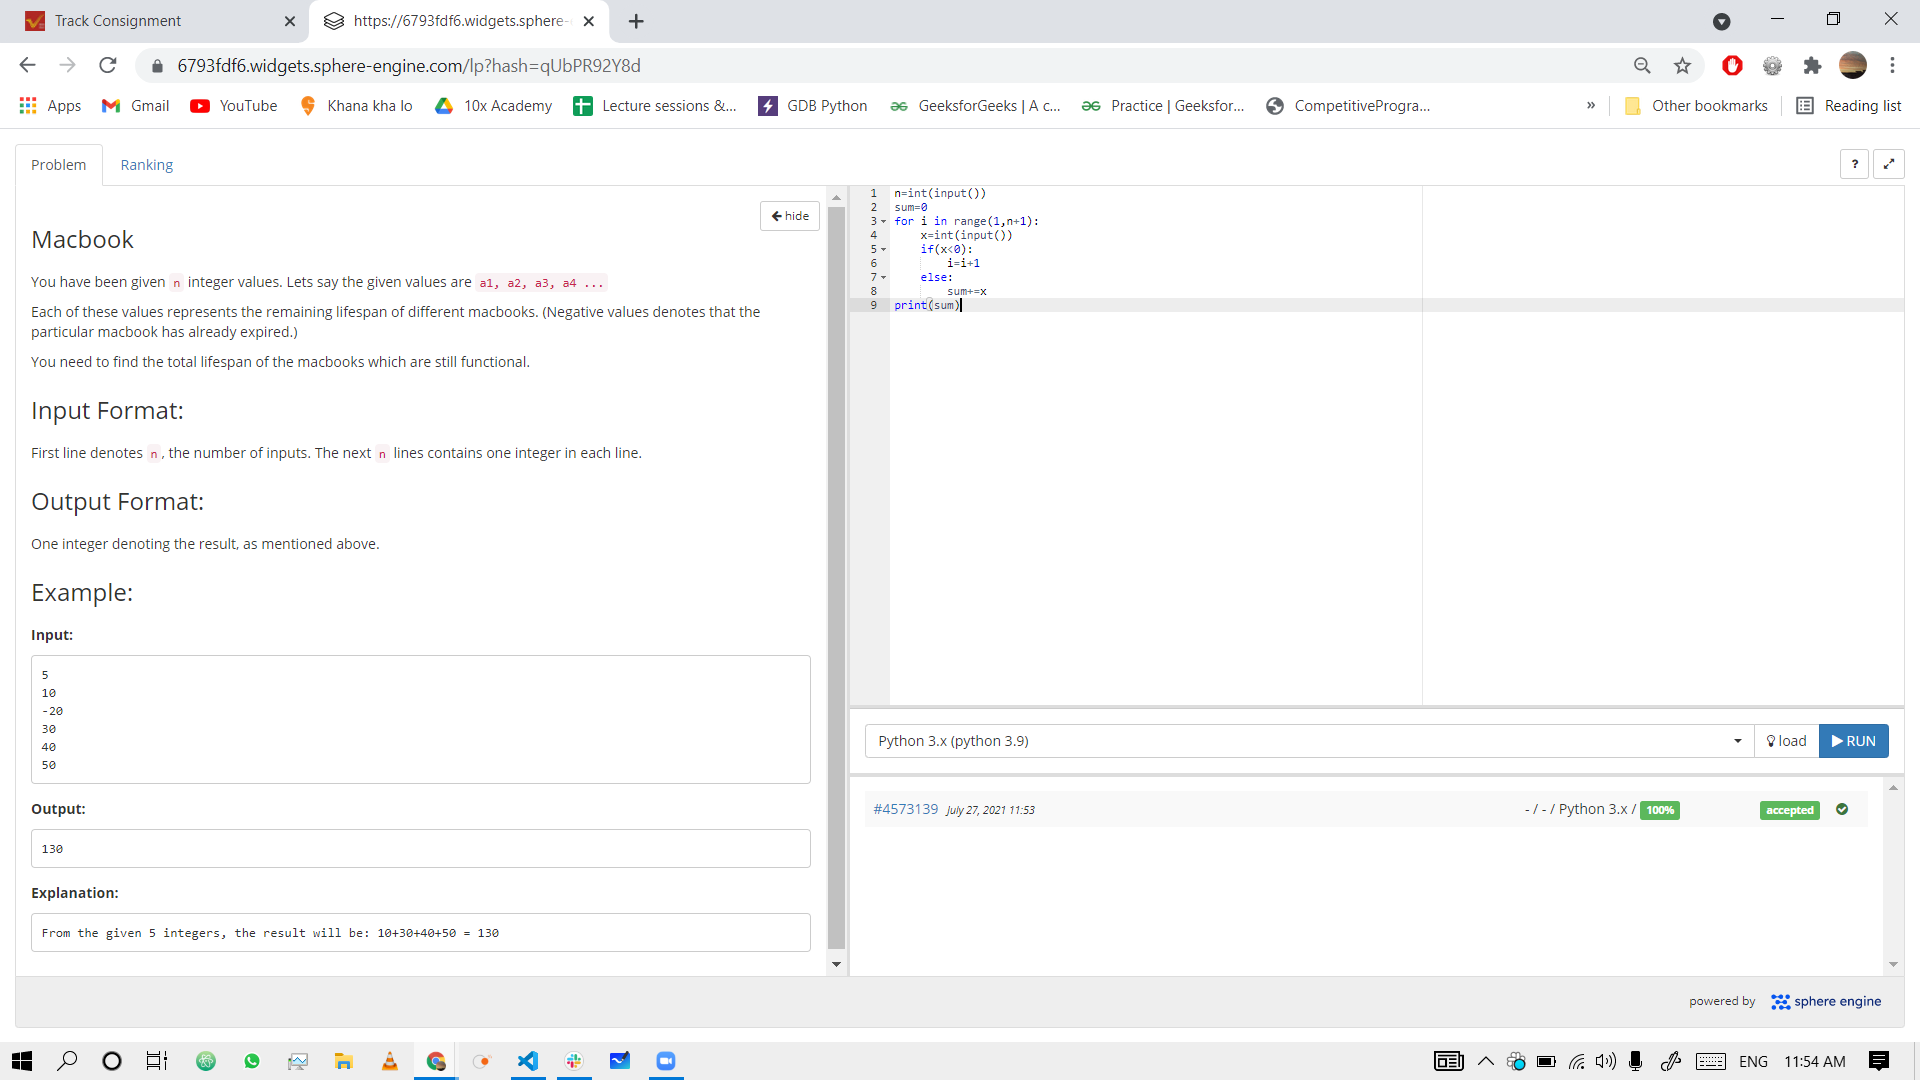 Track Consignment
https://6793fdf6.widgets.sphere-
6793fdf6.widgets.sphere-engine.com/lp?hash=qUbPR92Y8d
Apps Gmail YouTube Khana kha lo 10x Academy Lecture sessions &... GDB Python GeeksforGeeks | A c... Practice | Geeksfor... CompetitiveProgra... » Other bookmarks Reading list
Problem Ranking ?
hide
Macbook
You have been given n integer values. Lets say the given values are a1, a2, a3, a4 ...
Each of these values represents the remaining lifespan of different macbooks. (Negative values denotes that the
particular macbook has already expired.)
You need to find the total lifespan of the macbooks which are still functional.
Input Format:
First line denotes n, the number of inputs. The next n lines contains one integer in each line.
Output Format:
One integer denoting the result, as mentioned above.
Example:
Input:
5
10
-20
30
40
50
Output:
130
Explanation:
From the given 5 integers, the result will be: 10+30+40+50 = 130
1 n=int(input())
2 sum=0
3 for i in range(1,n+1):
4 x=int(input())
5 if(x<0):
6 i=i+1
7 else:
8 sum+=x
9 print(sum)
Python 3.x (python 3.9) load RUN
#4573139 July 27, 2021 11:53 - / - / Python 3.x / 100% accepted
powered by sphere engine
ENG 11:54 AM